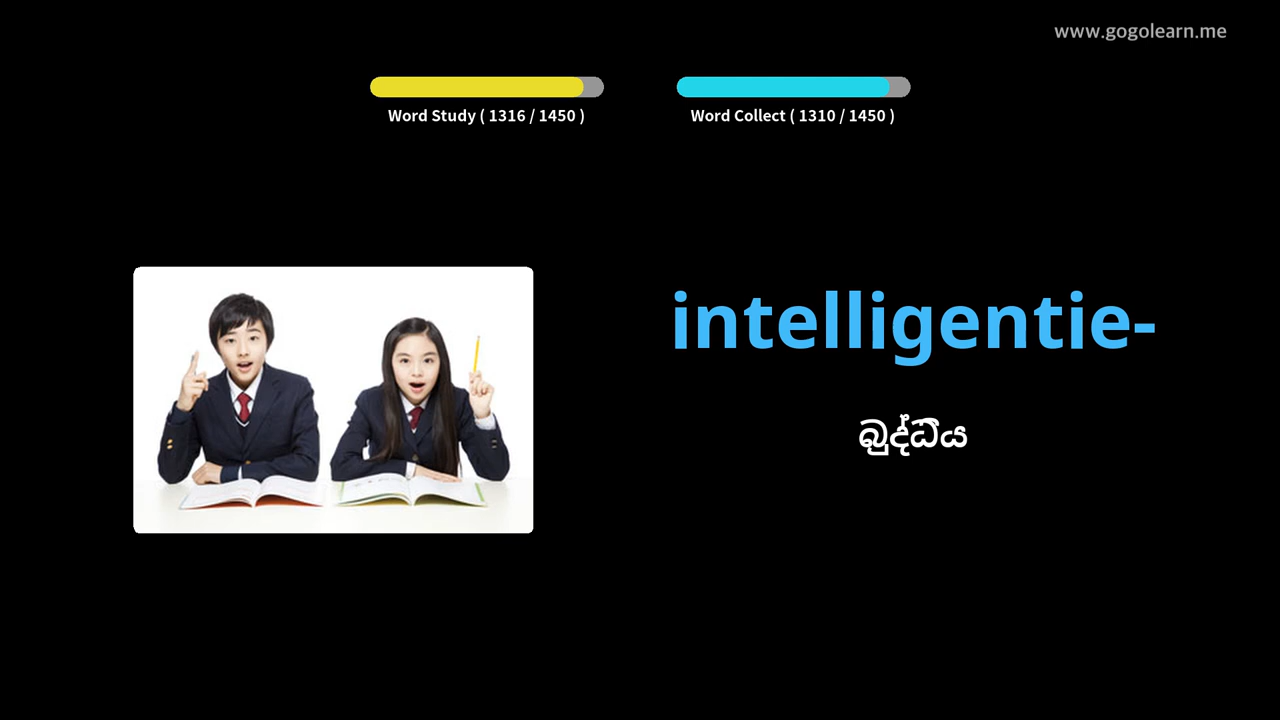 www.gogolearn.me
Word Study ( 1316 / 1450 )
Word Collect ( 1310 / 1450 )
intelligentie-
බුද්ධිය